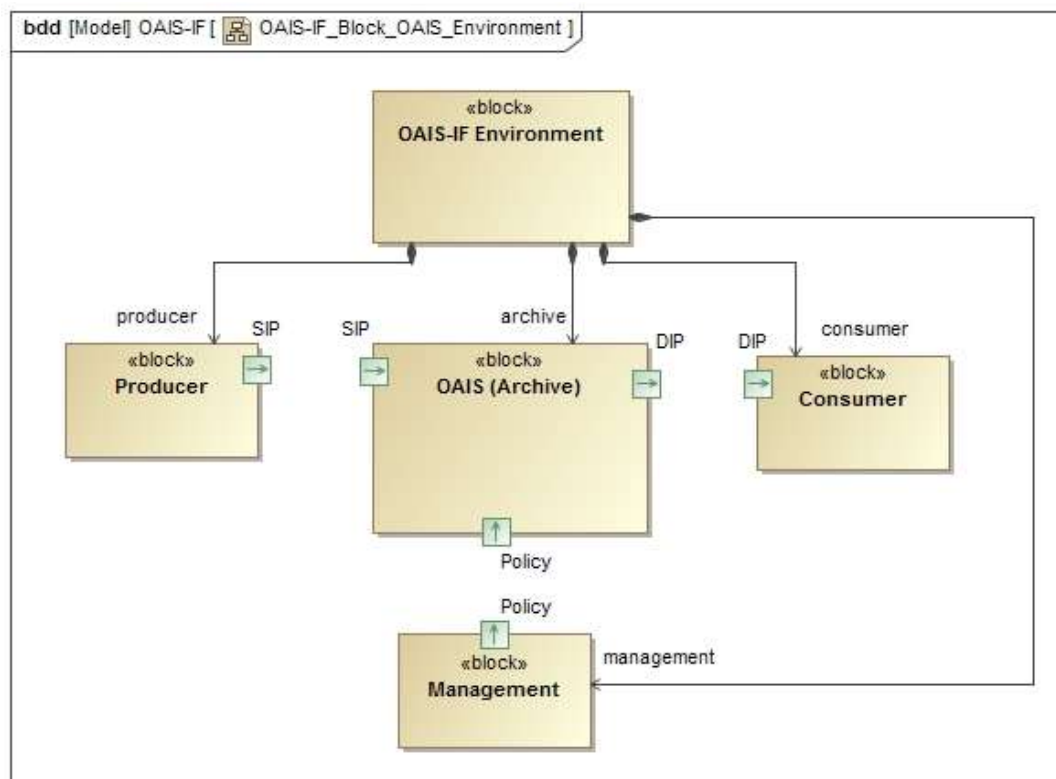 bdd [Model] OAIS-IF [ OAIS-IF_Block_OAIS_Environment ]
«block»
OAIS-IF Environment
producer
SIP
SIP
archive
DIP
DIP
consumer
«block»
Producer
«block»
OAIS (Archive)
«block»
Consumer
Policy
Policy
«block»
Management
management